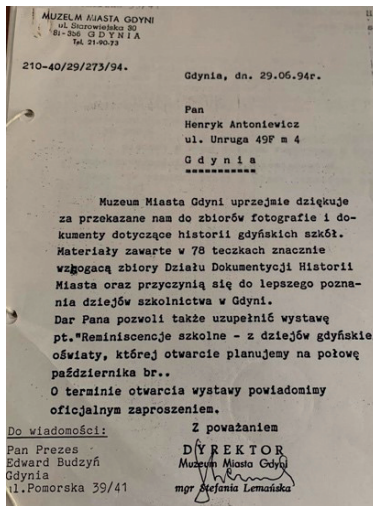 MUZEUM MIASTA GDYNI
ul. Starowiejska 30
81-356 GDYNIA
Tel. 21-90-73
210-40/29/273/94.
Gdynia, dn. 29.06.94r.
Pan
Henryk Antoniewicz
ul. Unruga 49F m 4
Gdynia
Muzeum Miasta Gdyni uprzejmie dziękuje
za przekazane nam do zbiorów fotografie i do-
kumenty dotyczące historii gdyńskich szkół.
Materiały zawarte w 78 teczkach znacznie
wzbogacą zbiory Działu Dokumentycji Historii
Miasta oraz przyczynią się do lepszego pozna-
nia dziejów szkolnictwa w Gdyni.
Dar Pana pozwoli także uzupełnić wystawę
pt."Reminiscencje szkolne - z dziejów gdyńskie
oświaty, której otwarcie planujemy na połowę
października br..
O terminie otwarcia wystawy powiadomimy
oficjalnym zaproszeniem.
Z poważaniem
DYREKTOR
Muzeum Miasta Gdyni
mgr Stefania Lemańska
Do wiadomości:
Pan Prezes
Edward Budzyń
Gdynia
ul.Pomorska 39/41